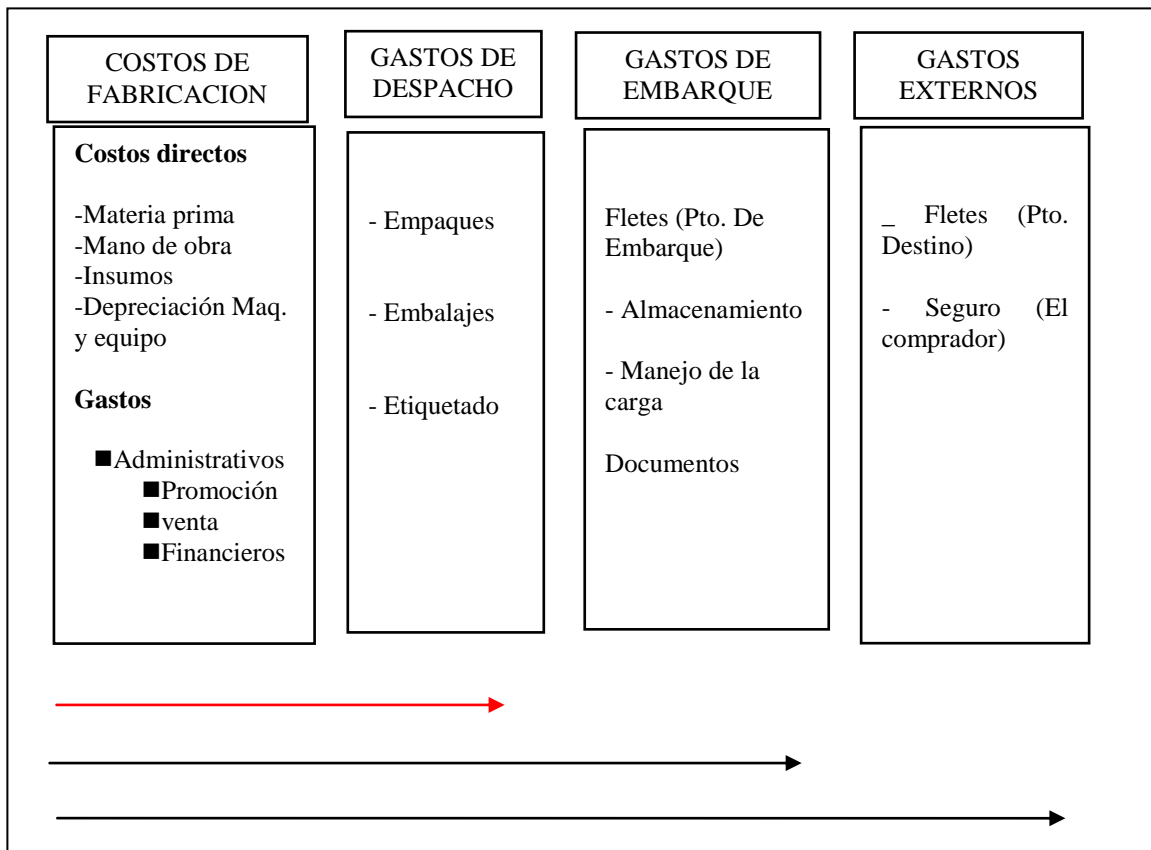 COSTOS DE
FABRICACION
GASTOS DE
DESPACHO
GASTOS DE
EMBARQUE
GASTOS
EXTERNOS
Costos directos
-Materia prima
-Mano de obra
-Insumos
-Depreciación Maq.
y equipo
Gastos
■Administrativos
■Promoción
■venta
■Financieros
- Empaques
- Embalajes
- Etiquetado
Fletes (Pto. De
Embarque)
- Almacenamiento
- Manejo de la
carga
Documentos
_ Fletes (Pto.
Destino)
- Seguro (El
comprador)